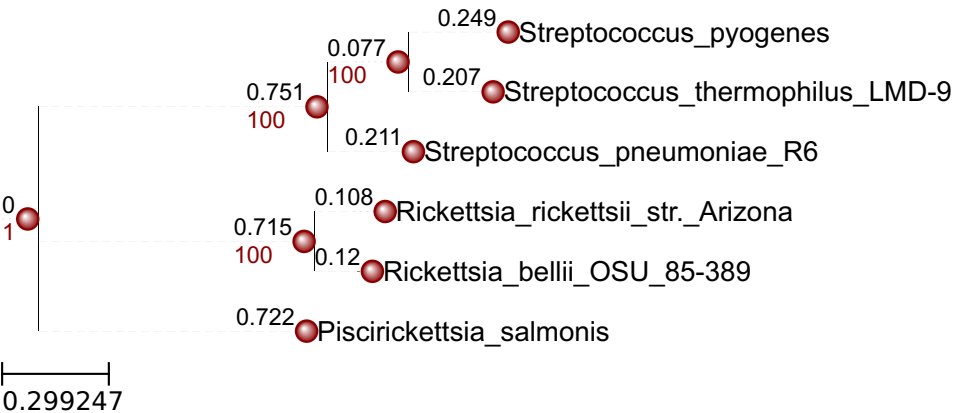 0.249
Streptococcus_pyogenes
0.077
100
0.207
Streptococcus_thermophilus_LMD-9
0.751
100
0.211
Streptococcus_pneumoniae_R6
0.108
Rickettsia_rickettsii_str._Arizona
0
1
0.715
100
0.12
Rickettsia_bellii_OSU_85-389
0.722
Piscirickettsia_salmonis
0.299247